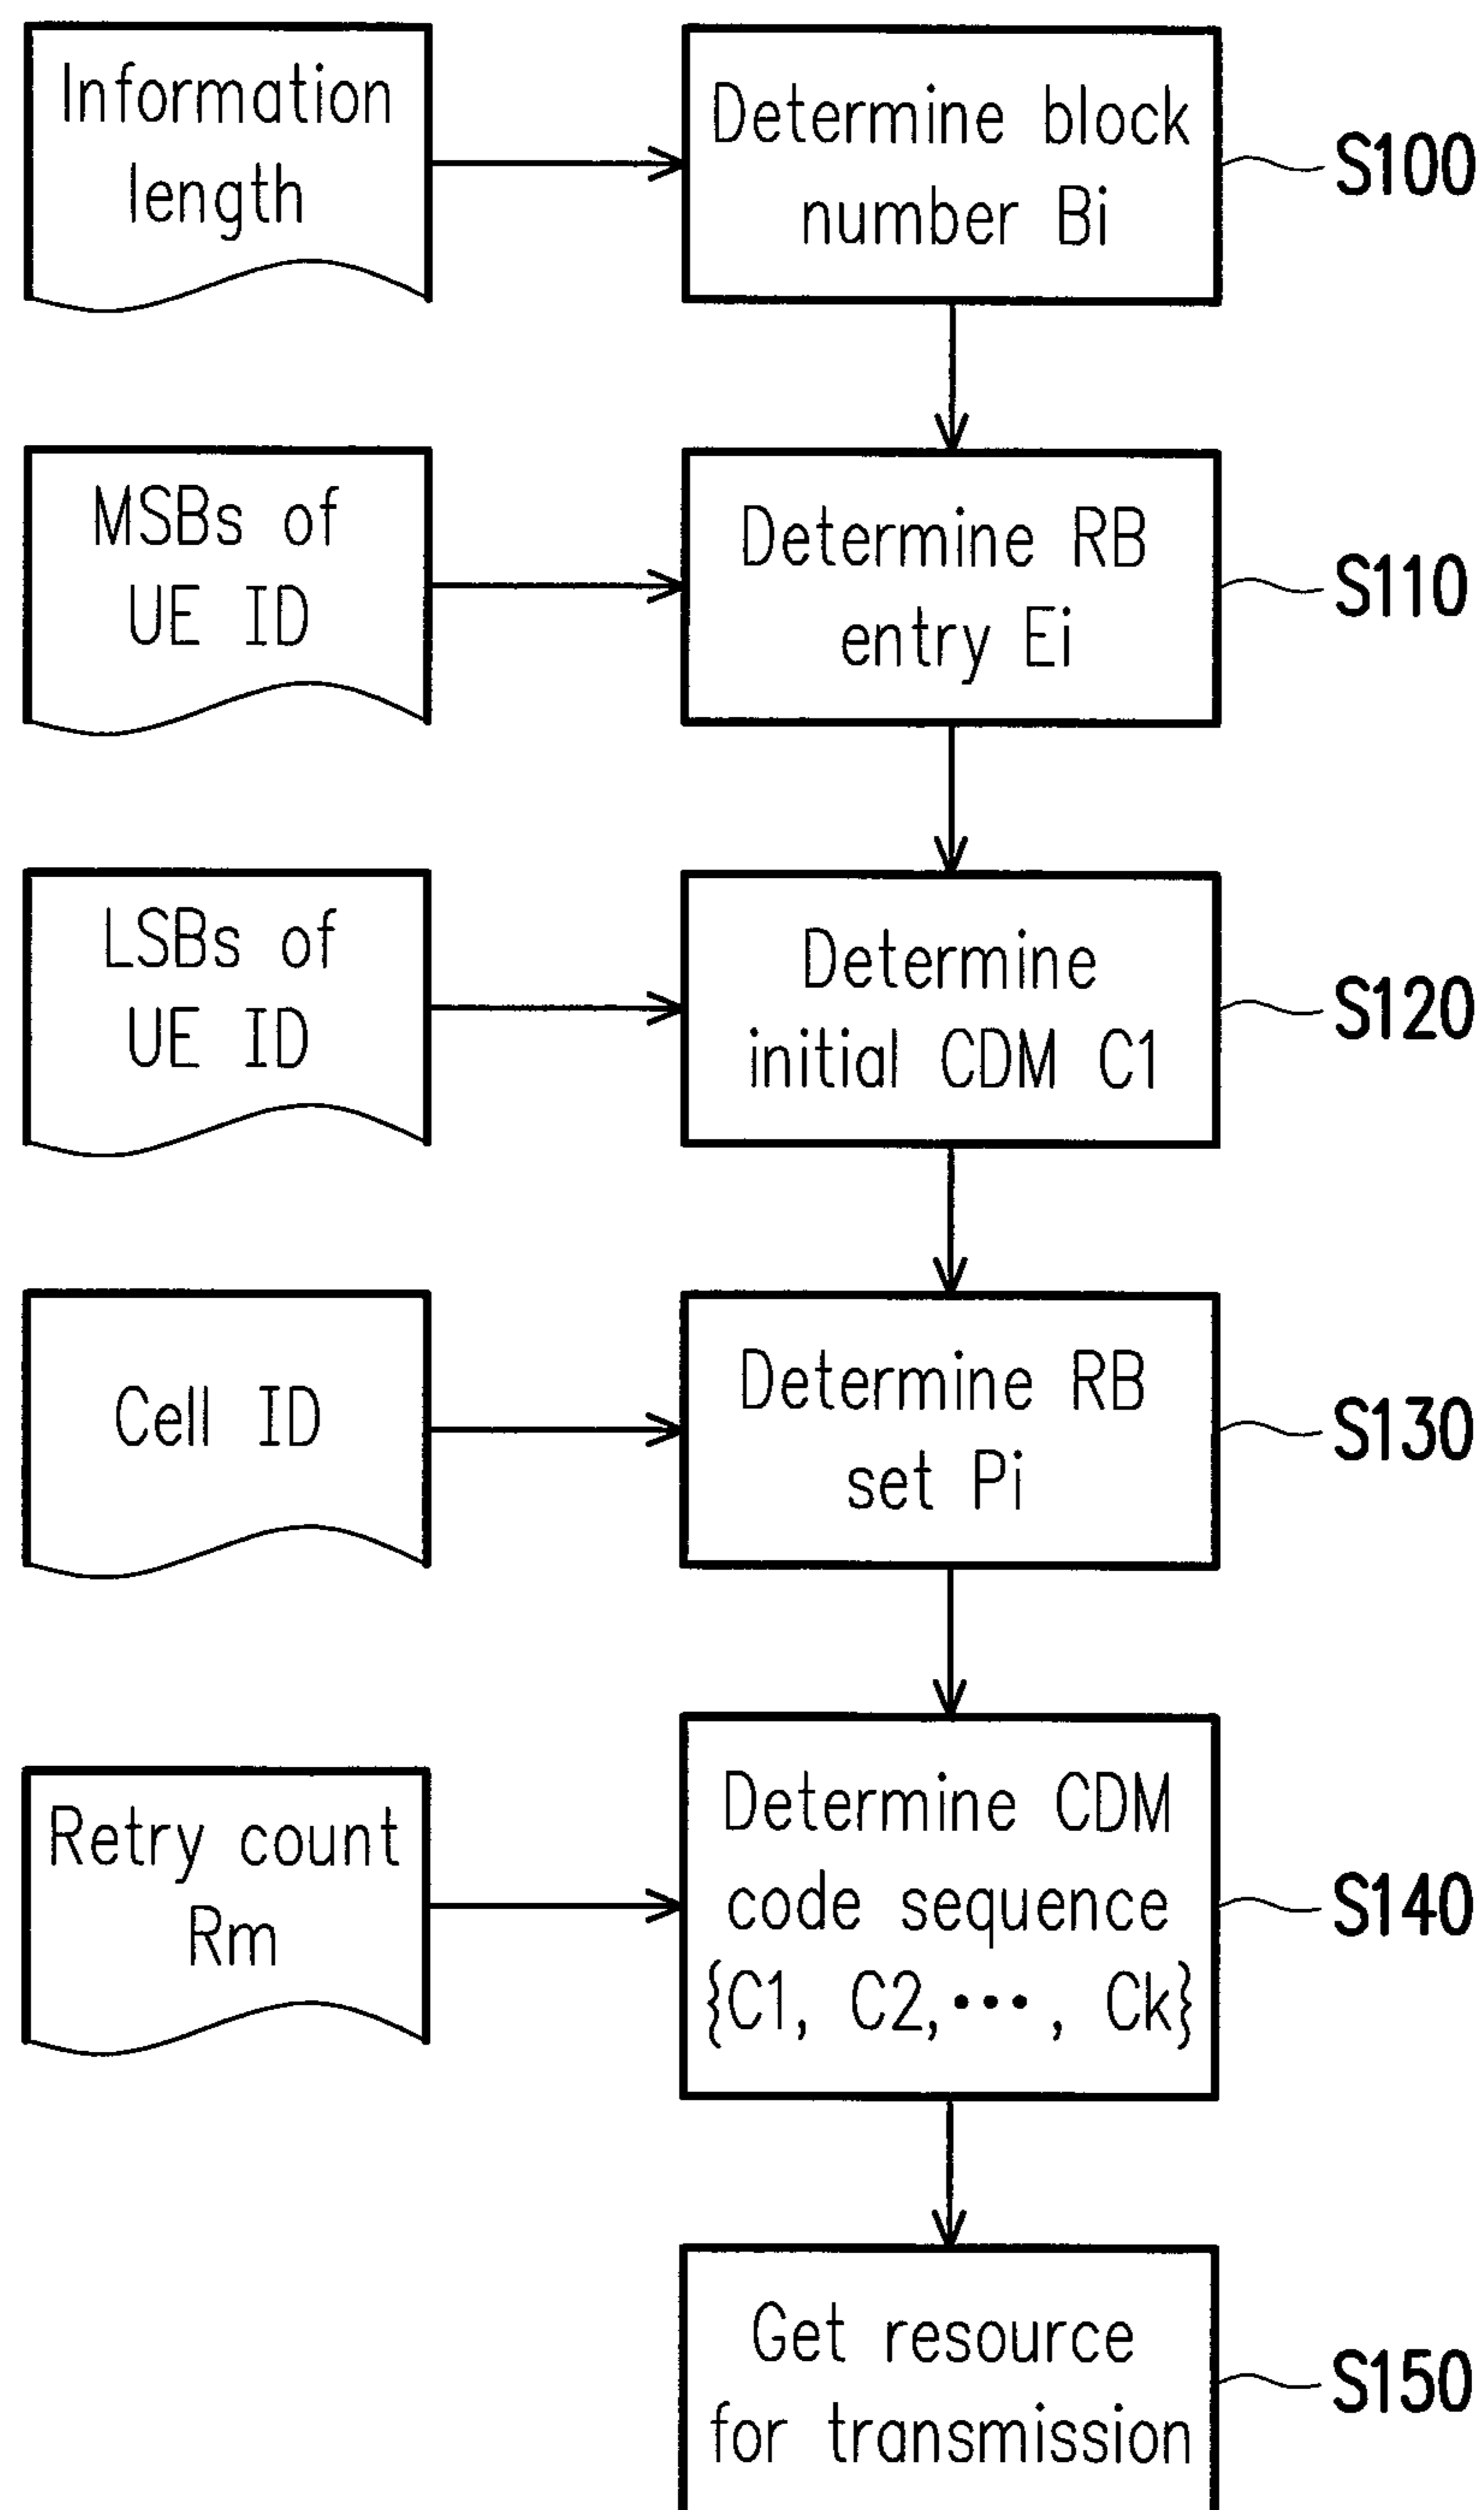 Information
length
Determine block
number Bi
S100
MSBs of
UE ID
Determine RB
entry Ei
S110
LSBs of
UE ID
Determine
initial CDM C1
S120
Cell ID
Determine RB
set Pi
S130
Retry count
Rm
Determine CDM
code sequence
{C1, C2,•••, Ck}
S140
Get resource
for transmission
S150